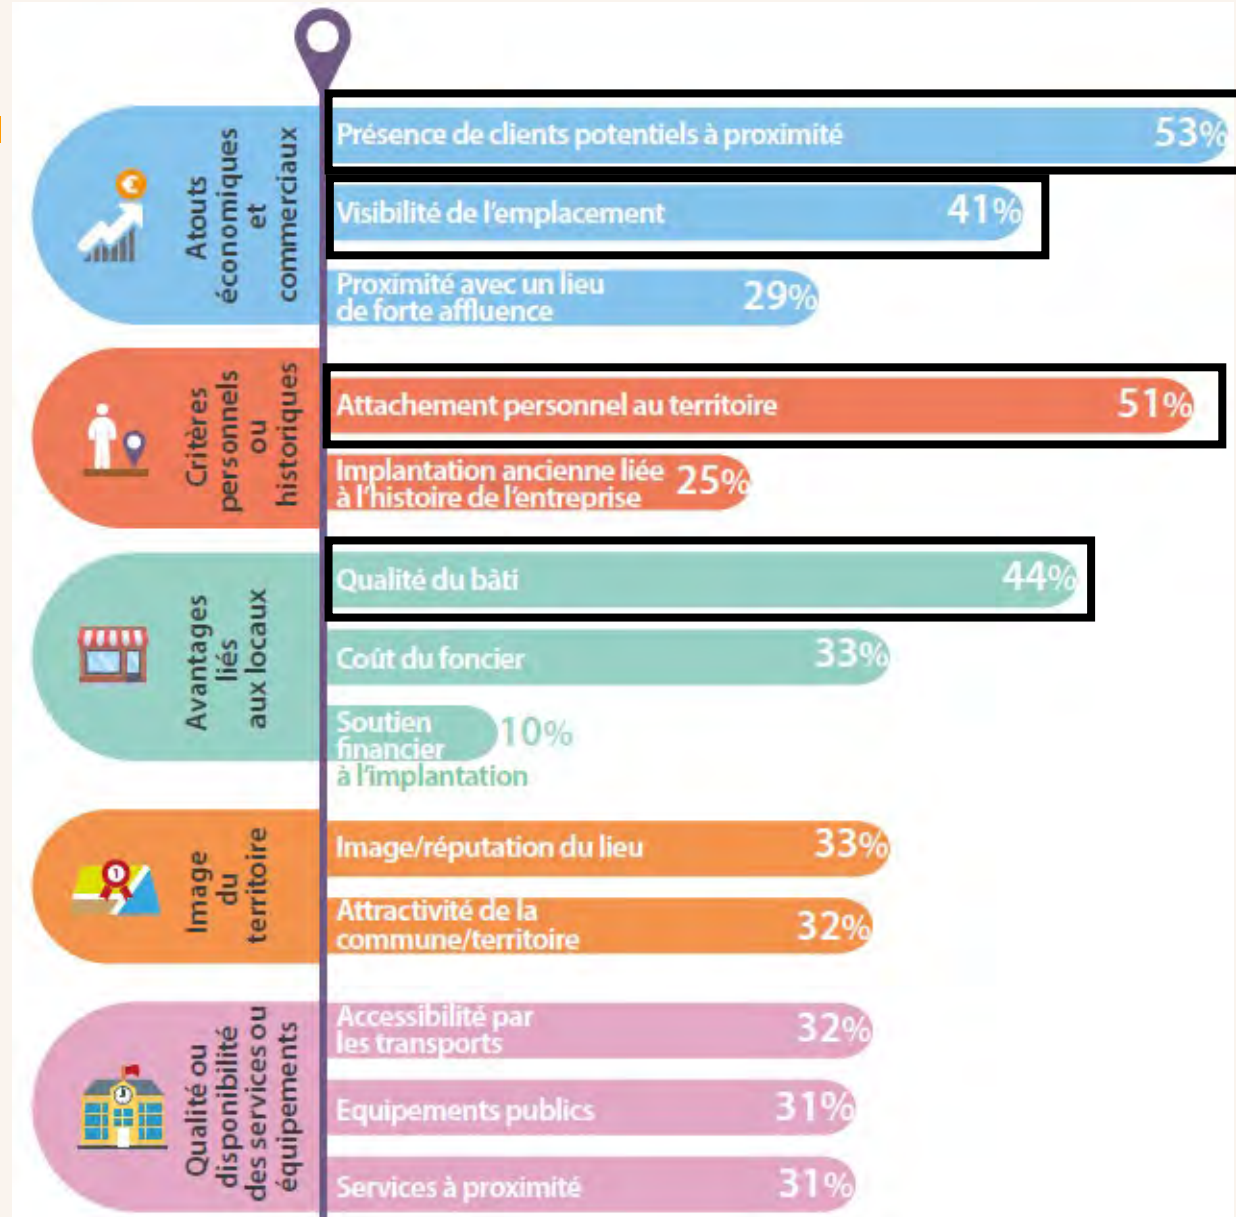 Atouts
économiques
et
commerciaux
Présence de clients potentiels à proximité 53%
Visibilité de l'emplacement 41%
Proximité avec un lieu
de forte affluence 29%
Critères
personnels
ou
historiques
Attachement personnel au territoire 51%
Implantation ancienne liée
à l'histoire de l'entreprise 25%
Avantages
liés
aux locaux
Qualité du bâti 44%
Coût du foncier 33%
Soutien
financier
à l'implantation 10%
Image
du
territoire
Image/réputation du lieu 33%
Attractivité de la
commune/territoire 32%
Qualité ou
disponibilité
des services ou
équipements
Accessibilité par
les transports 32%
Equipements publics 31%
Services à proximité 31%
€
1